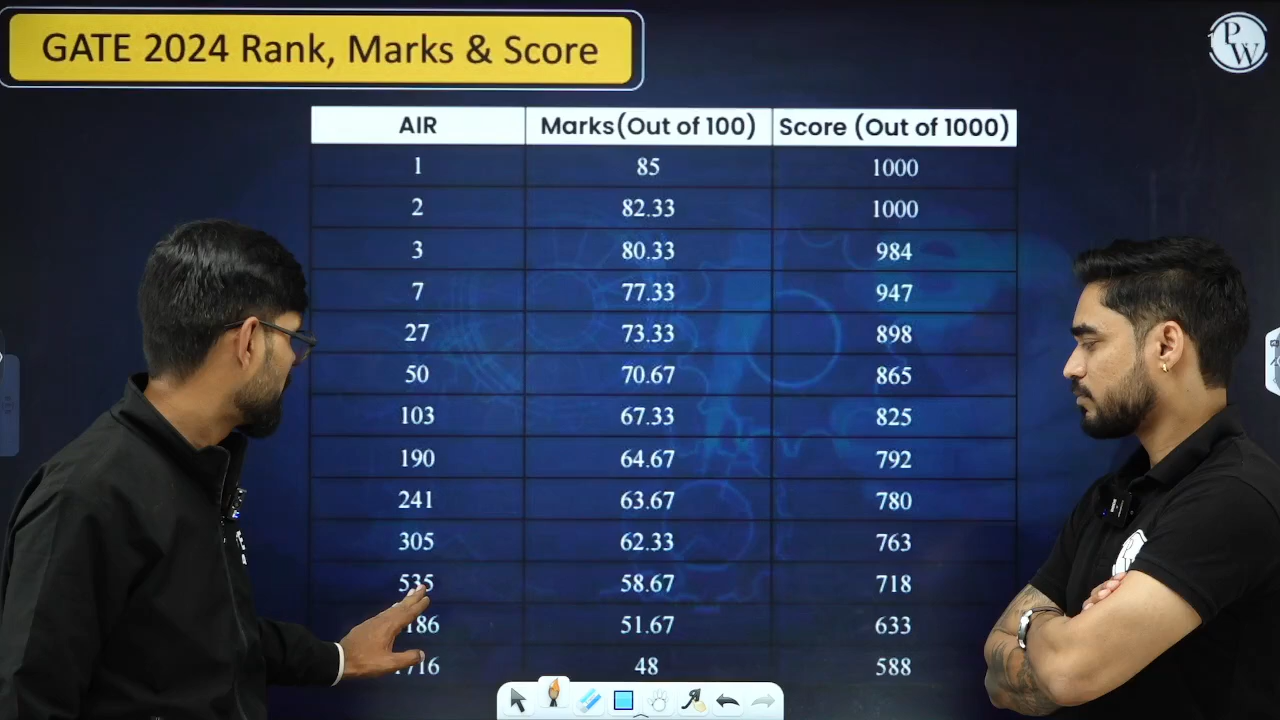 GATE 2024 Rank, Marks & Score
PW
AIR Marks(Out of 100) Score (Out of 1000)
1 85 1000
2 82.33 1000
3 80.33 984
7 77.33 947
27 73.33 898
50 70.67 865
103 67.33 825
190 64.67 792
241 63.67 780
305 62.33 763
535 58.67 718
51.67 633
48 588